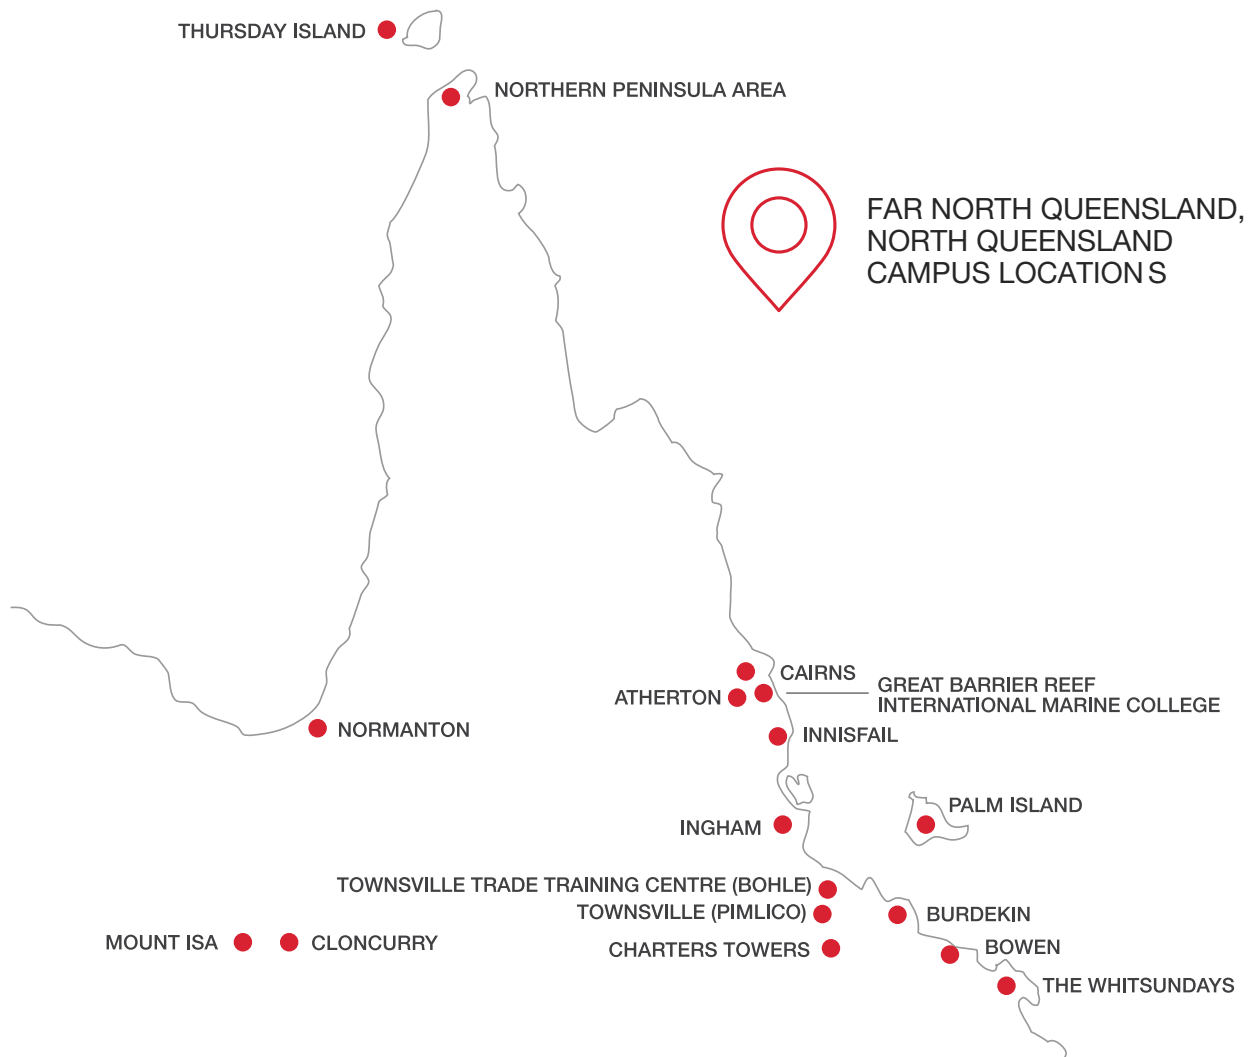 THURSDAY ISLAND
NORTHERN PENINSULA AREA
FAR NORTH QUEENSLAND,
NORTH QUEENSLAND
CAMPUS LOCATIONS
CAIRNS
ATHERTON
GREAT BARRIER REEF
INTERNATIONAL MARINE COLLEGE
NORMANTON
INNISFAIL
PALM ISLAND
INGHAM
TOWNSVILLE TRADE TRAINING CENTRE (BOHLE)
TOWNSVILLE (PIMLICO)
BURDEKIN
MOUNT ISA
CLONCURRY
CHARTERS TOWERS
BOWEN
THE WHITSUNDAYS